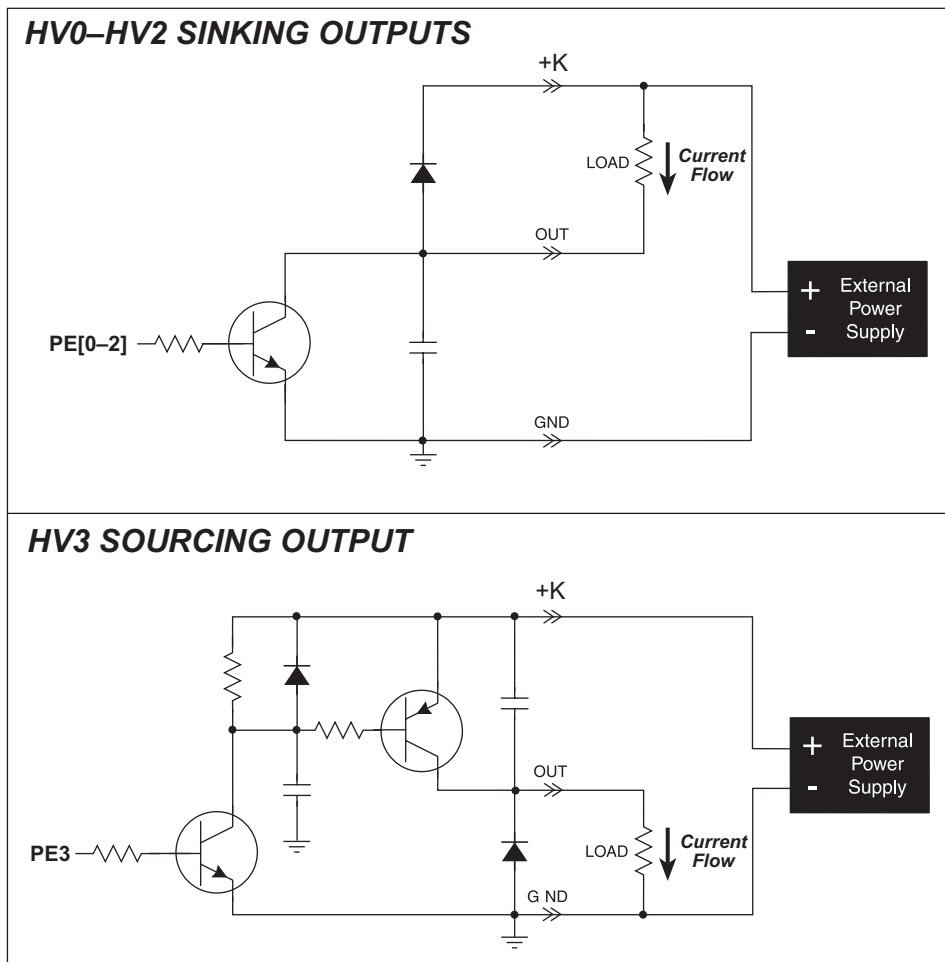 HV0–HV2 SINKING OUTPUTS
+K
LOAD
Current
Flow
OUT
+ External
Power
- Supply
PE[0–2]
GND
HV3 SOURCING OUTPUT
+K
+ External
Power
- Supply
OUT
LOAD
Current
Flow
PE3
G ND